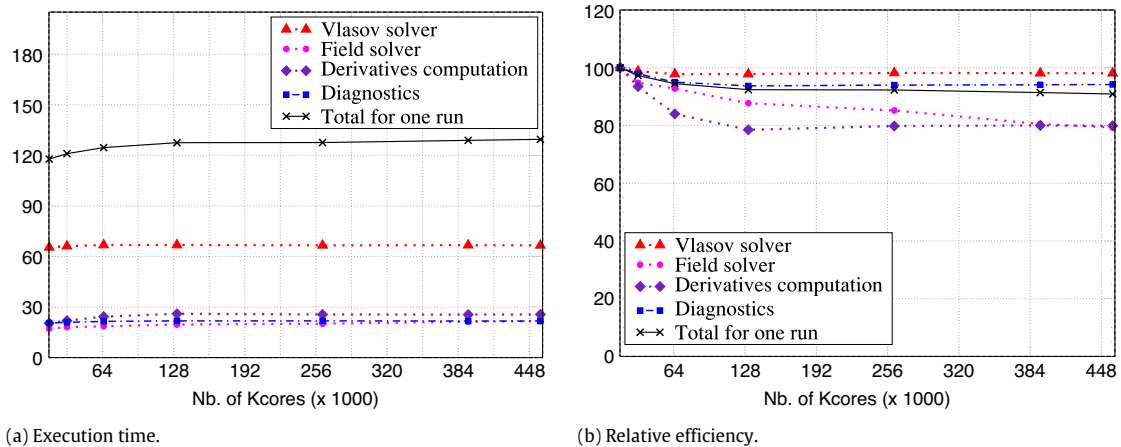 180
150
120
90
60
30
0
64
128
192
256
320
384
448
Nb. of Kcores (x 1000)
Vlasov solver
Field solver
Derivatives computation
Diagnostics
Total for one run
(a) Execution time.
120
100
80
60
40
20
0
64
128
192
256
320
384
448
Nb. of Kcores (x 1000)
Vlasov solver
Field solver
Derivatives computation
Diagnostics
Total for one run
(b) Relative efficiency.